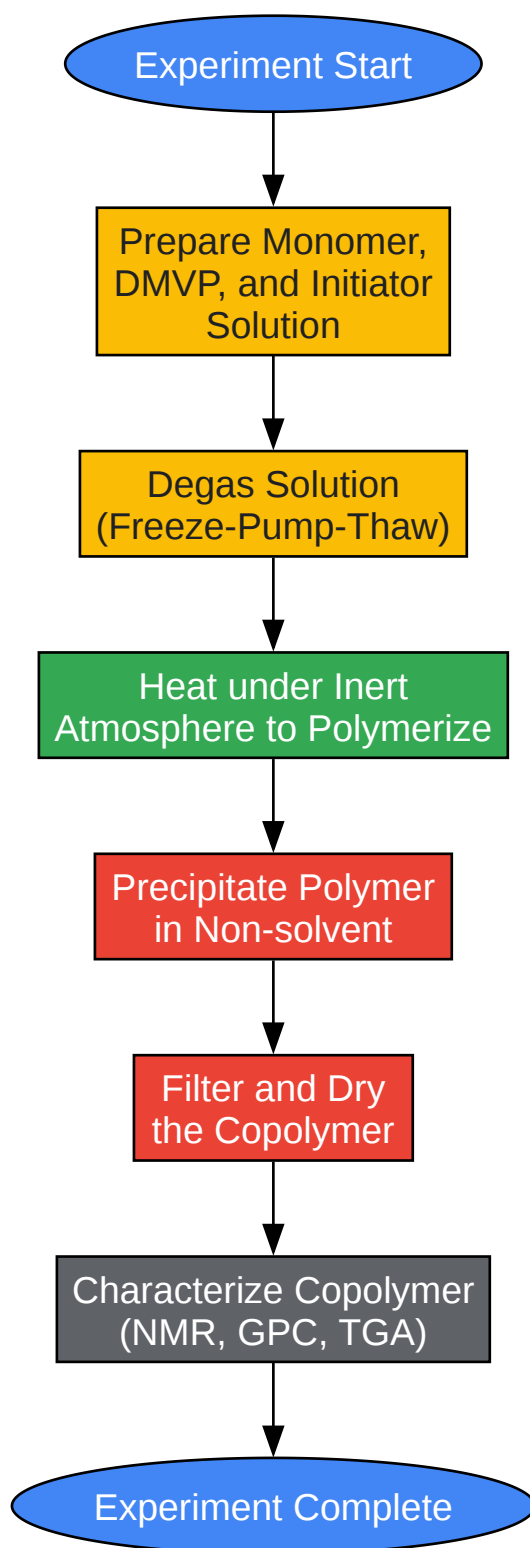 Experiment Start
Prepare Monomer,
DMVP, and Initiator
Solution
Degas Solution
(Freeze-Pump-Thaw)
Heat under Inert
Atmosphere to Polymerize
Precipitate Polymer
in Non-solvent
Filter and Dry
the Copolymer
Characterize Copolymer
(NMR, GPC, TGA)
Experiment Complete